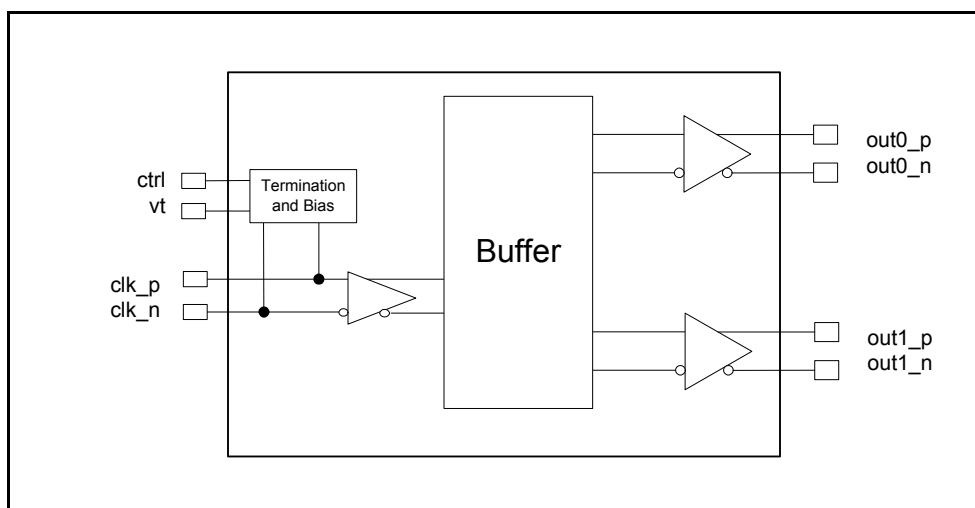 ctrl
vt
Termination
and Bias
clk_p
clk_n
Buffer
out0_p
out0_n
out1_p
out1_n